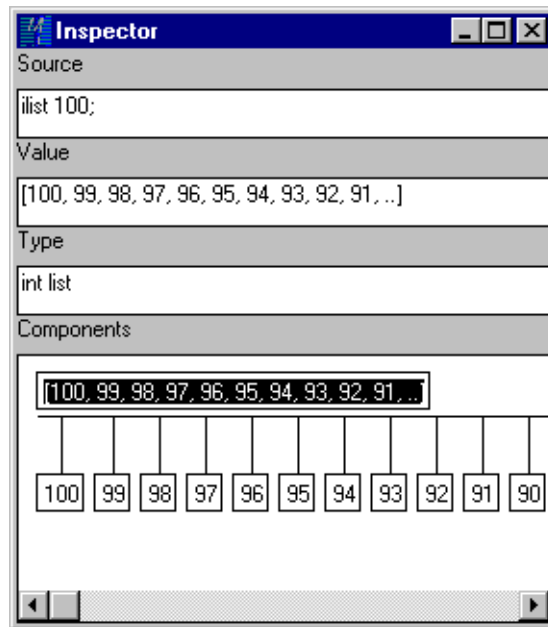 Inspector
Source
ilist 100;
Value
[100, 99, 98, 97, 96, 95, 94, 93, 92, 91, ..]
Type
int list
Components
[100, 99, 98, 97, 96, 95, 94, 93, 92, 91, ..]
100 99 98 97 96 95 94 93 92 91 90